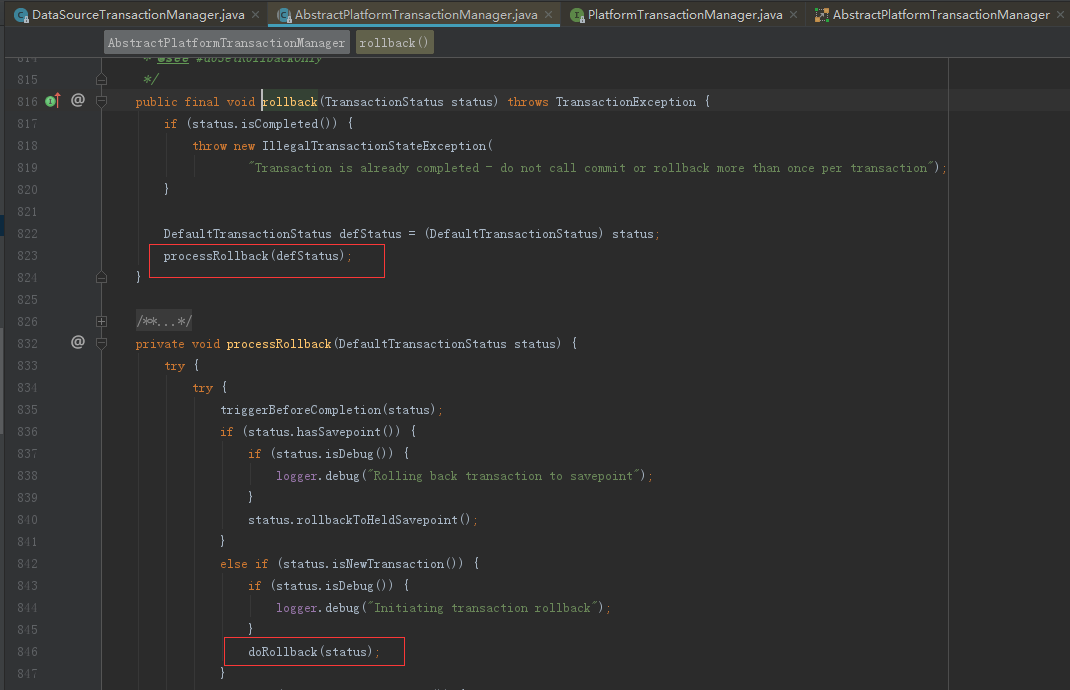 DataSourceTransactionManager.java × AbstractPlatformTransactionManager.java × PlatformTransactionManager.java × AbstractPlatformTransactionManager ×
AbstractPlatformTransactionManager rollback()
814 * @see #doSetRollbackOnly
815 */
816 @ public final void rollback(TransactionStatus status) throws TransactionException {
817 if (status.isCompleted()) {
818 throw new IllegalTransactionStateException(
819 "Transaction is already completed - do not call commit or rollback more than once per transaction");
820 }
821
822 DefaultTransactionStatus defStatus = (DefaultTransactionStatus) status;
823 processRollback(defStatus);
824 }
825
826 /**...*/
832 @ private void processRollback(DefaultTransactionStatus status) {
833 try {
834 try {
835 triggerBeforeCompletion(status);
836 if (status.hasSavepoint()) {
837 if (status.isDebug()) {
838 logger.debug("Rolling back transaction to savepoint");
839 }
840 status.rollbackToHeldSavepoint();
841 }
842 else if (status.isNewTransaction()) {
843 if (status.isDebug()) {
844 logger.debug("Initiating transaction rollback");
845 }
846 doRollback(status);
847 }